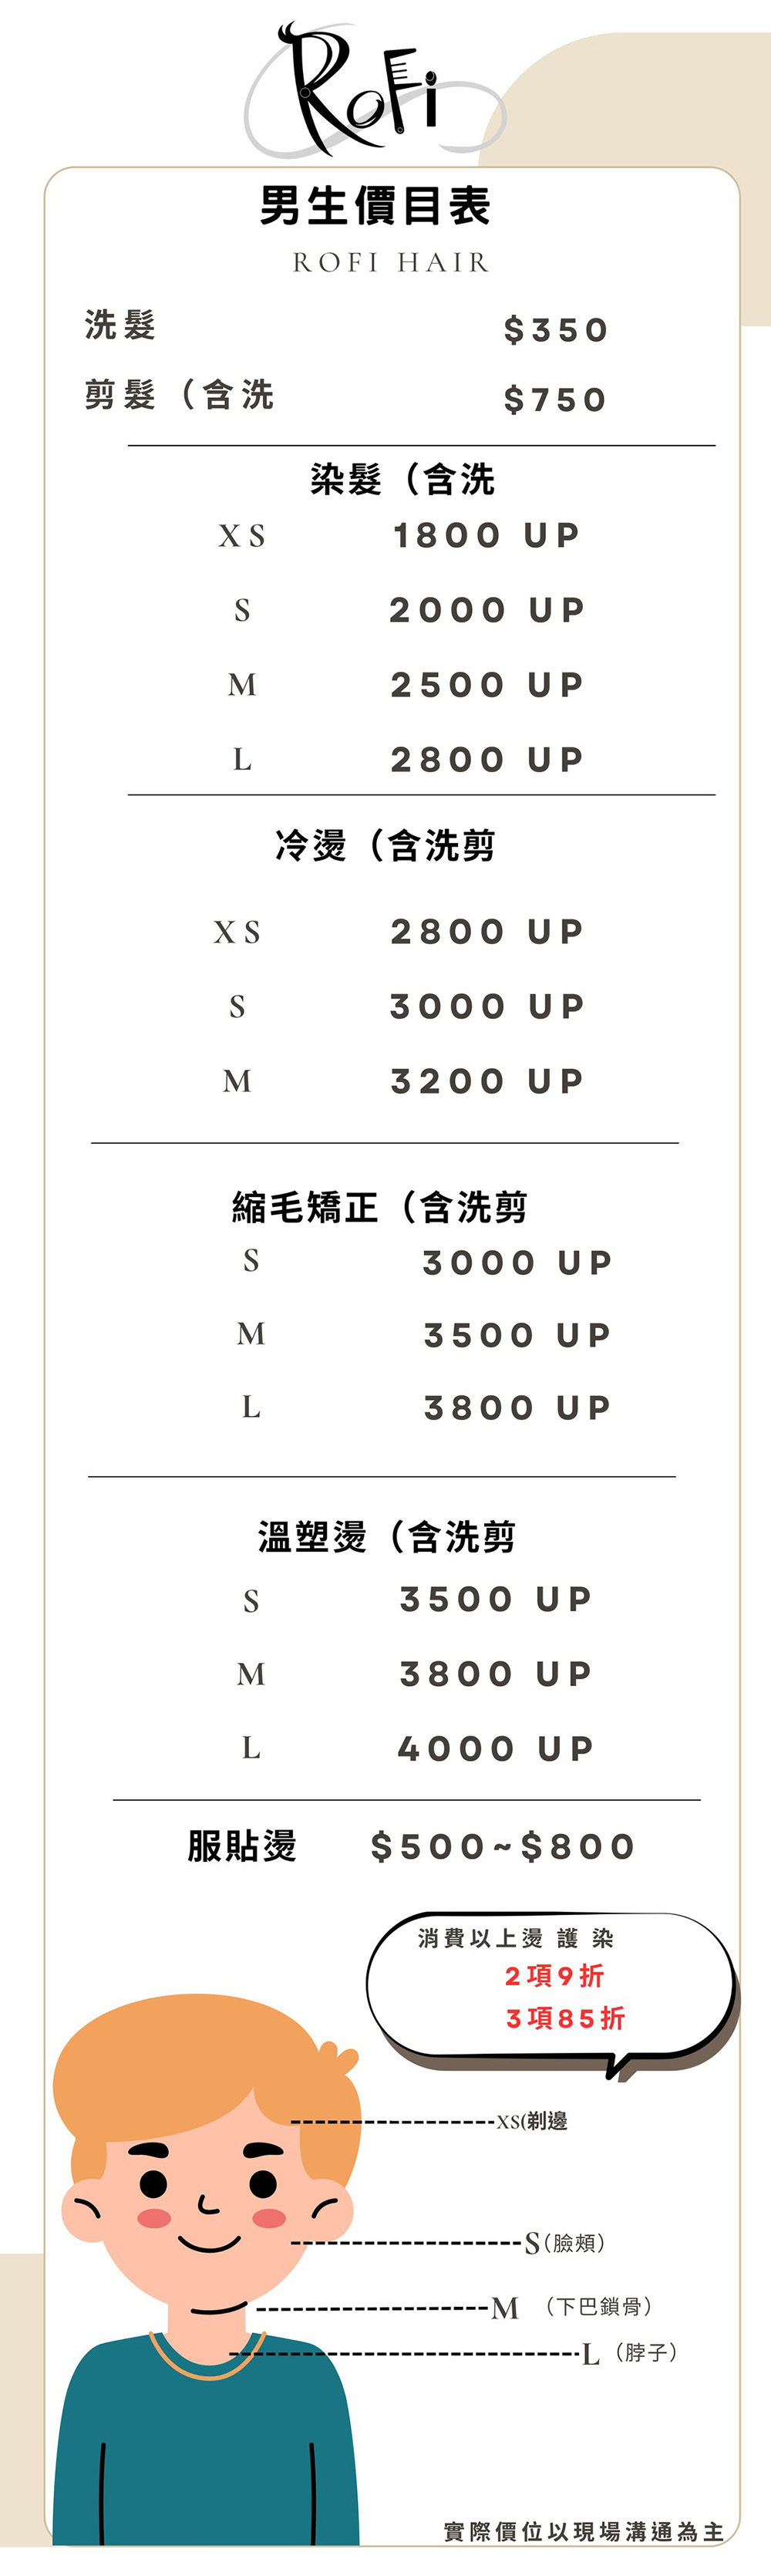 RoFi
男生價目表
ROFI HAIR
洗髮 $350
剪髮（含洗 $750
染髮（含洗
XS 1800 UP
S 2000 UP
M 2500 UP
L 2800 UP
冷燙（含洗剪
XS 2800 UP
S 3000 UP
M 3200 UP
縮毛矯正（含洗剪
S 3000 UP
M 3500 UP
L 3800 UP
溫塑燙（含洗剪
S 3500 UP
M 3800 UP
L 4000 UP
服貼燙 $500~$800
消費以上燙 護 染
2項9折
3項85折
XS(剃邊
S(臉頰)
M （下巴鎖骨）
L（脖子）
實際價位以現場溝通為主